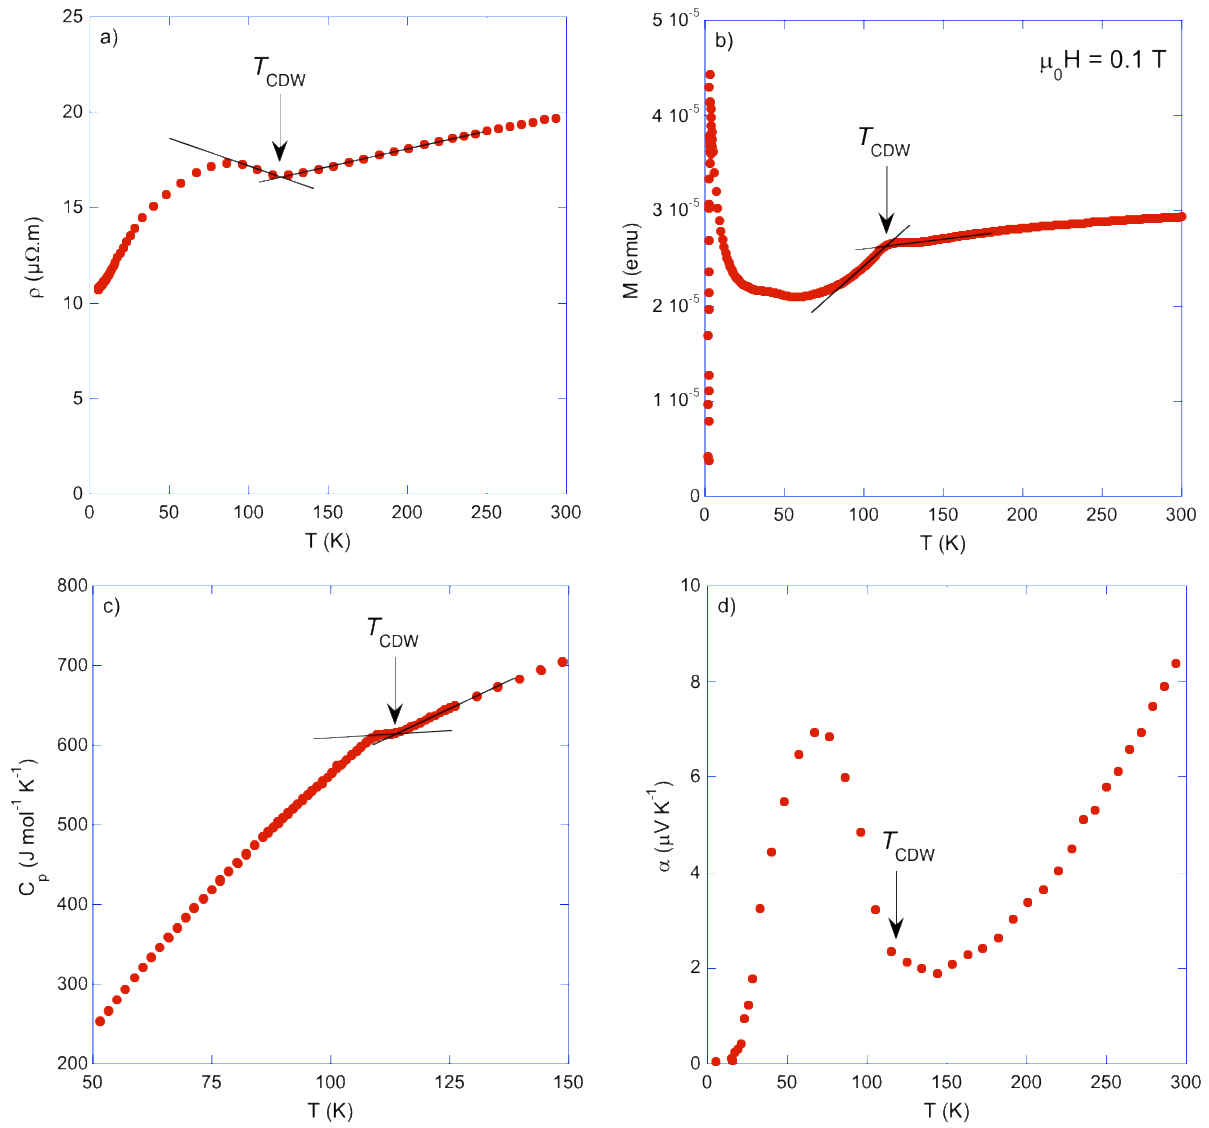 a)
T_CDW
25
20
15
10
5
0
0 50 100 150 200 250 300
ρ (μΩ.m)
T (K)
b)
μ₀H = 0.1 T
T_CDW
5 10⁻⁵
4 10⁻⁵
3 10⁻⁵
2 10⁻⁵
1 10⁻⁵
0
0 50 100 150 200 250 300
M (emu)
T (K)
c)
T_CDW
800
700
600
500
400
300
200
50 75 100 125 150
C_p (J mol⁻¹ K⁻¹)
T (K)
d)
T_CDW
10
8
6
4
2
0
0 50 100 150 200 250 300
α (μV K⁻¹)
T (K)